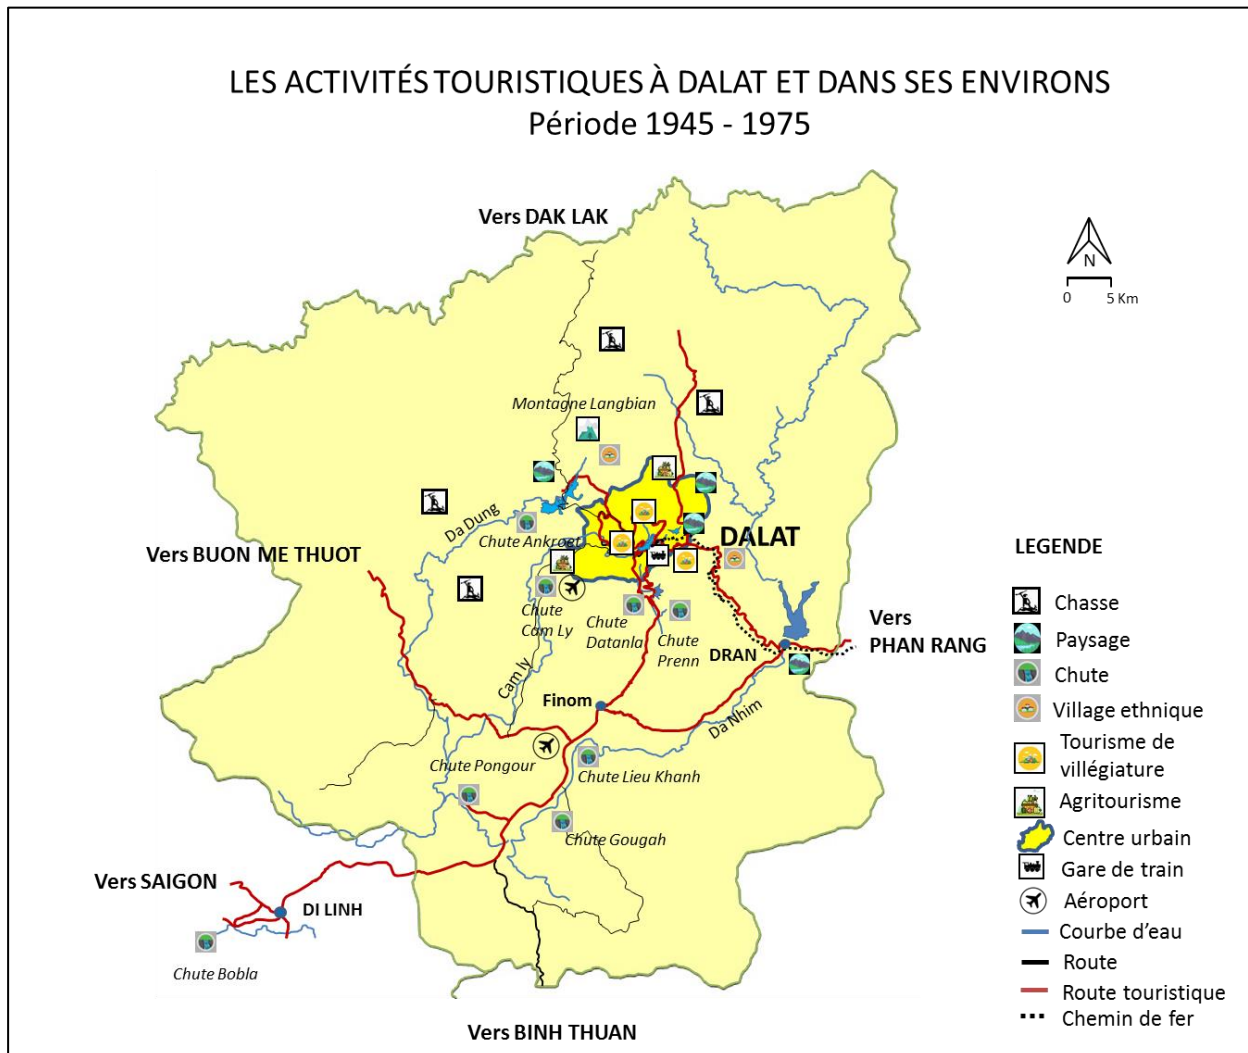 LES ACTIVITÉS TOURISTIQUES À DALAT ET DANS SES ENVIRONS
Période 1945 - 1975
Vers DAK LAK
N
0 5 Km
Montagne Langbian
Da Dung
Chute Ankroet
DALAT
Vers BUON ME THUOT
Chute
Cam Ly
Chute
Datanla
Chute
Prenn
DRAN
Vers
PHAN RANG
Cam ly
Finom
Da Nhim
Chute Pongour
Chute Lieu Khanh
Chute Gougah
Vers SAIGON
DI LINH
Chute Bobla
Vers BINH THUAN
LEGENDE
Chasse
Paysage
Chute
Village ethnique
Tourisme de
villégiature
Agritourisme
Centre urbain
Gare de train
Aéroport
Courbe d’eau
Route
Route touristique
Chemin de fer